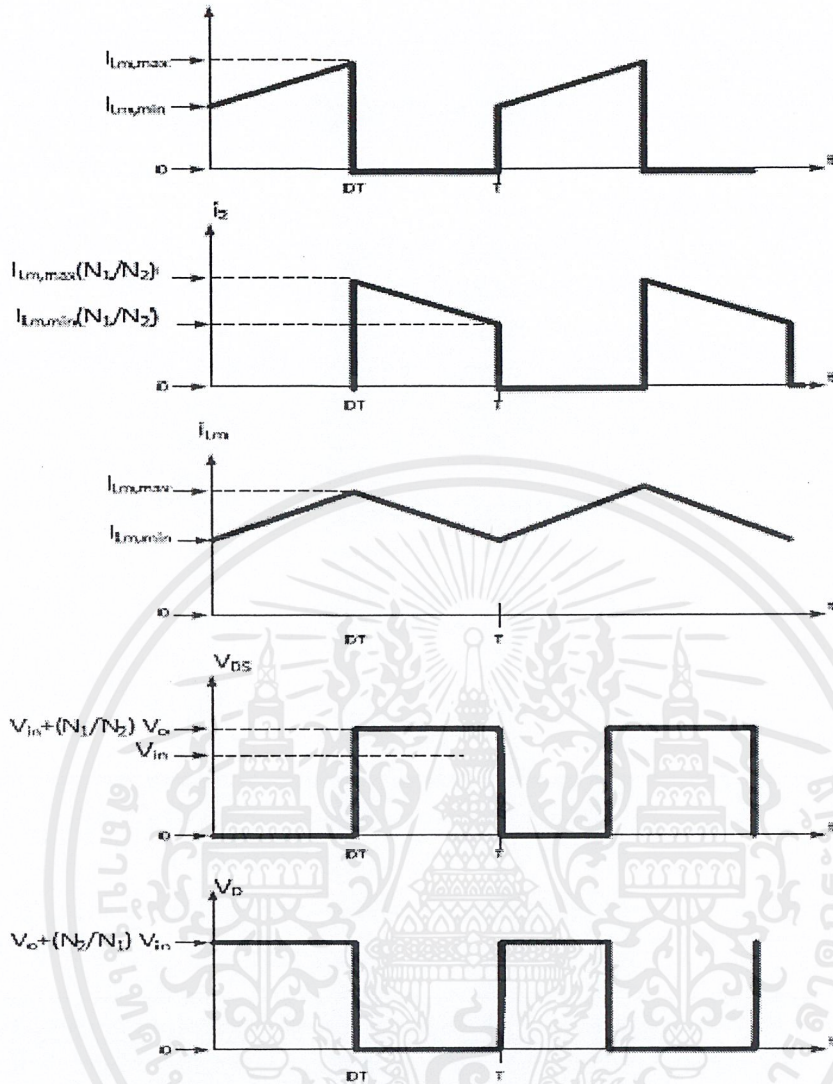 I_Lm,max
I_Lm,min
0
DT
T
t
i_2
I_Lm,max(N_1/N_2)
I_Lm,min(N_1/N_2)
0
DT
T
t
i_Lm
I_Lm,max
I_Lm,min
0
DT
T
t
V_DS
V_in+(N_1/N_2) V_o
V_in
0
DT
T
t
V_D
V_o+(N_2/N_1) V_in
0
DT
T
t